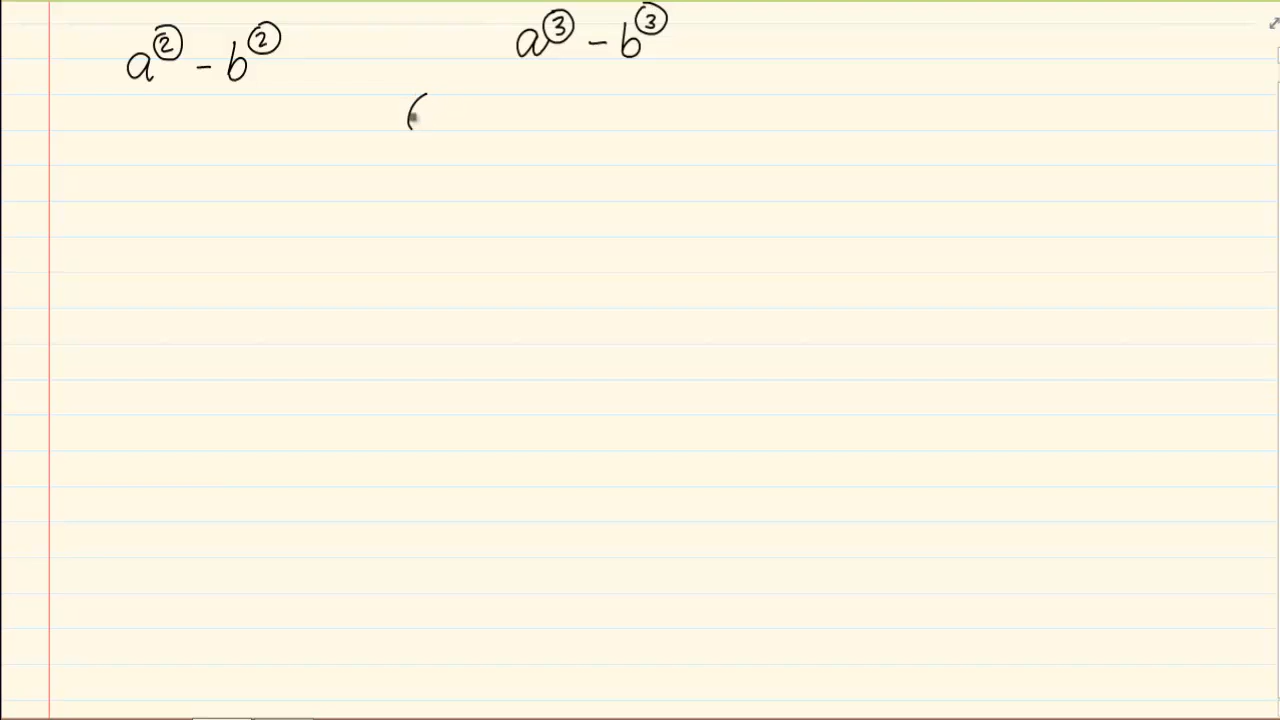 a² - b² a³ - b³
(